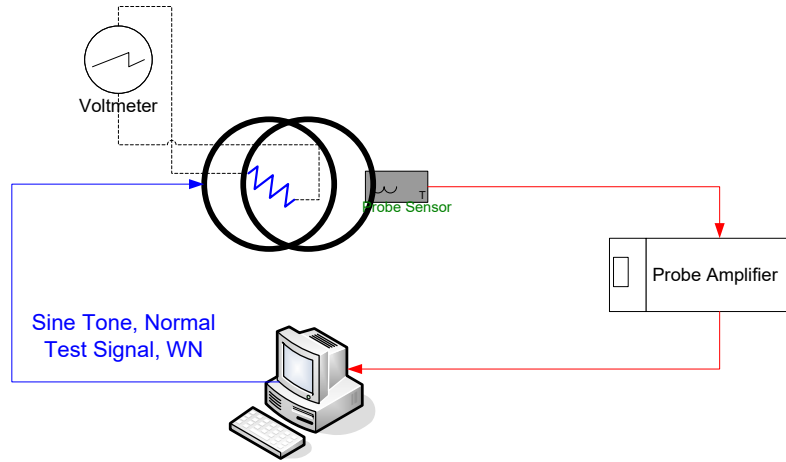 Voltmeter
T
Probe Sensor
Probe Amplifier
Sine Tone, Normal
Test Signal, WN